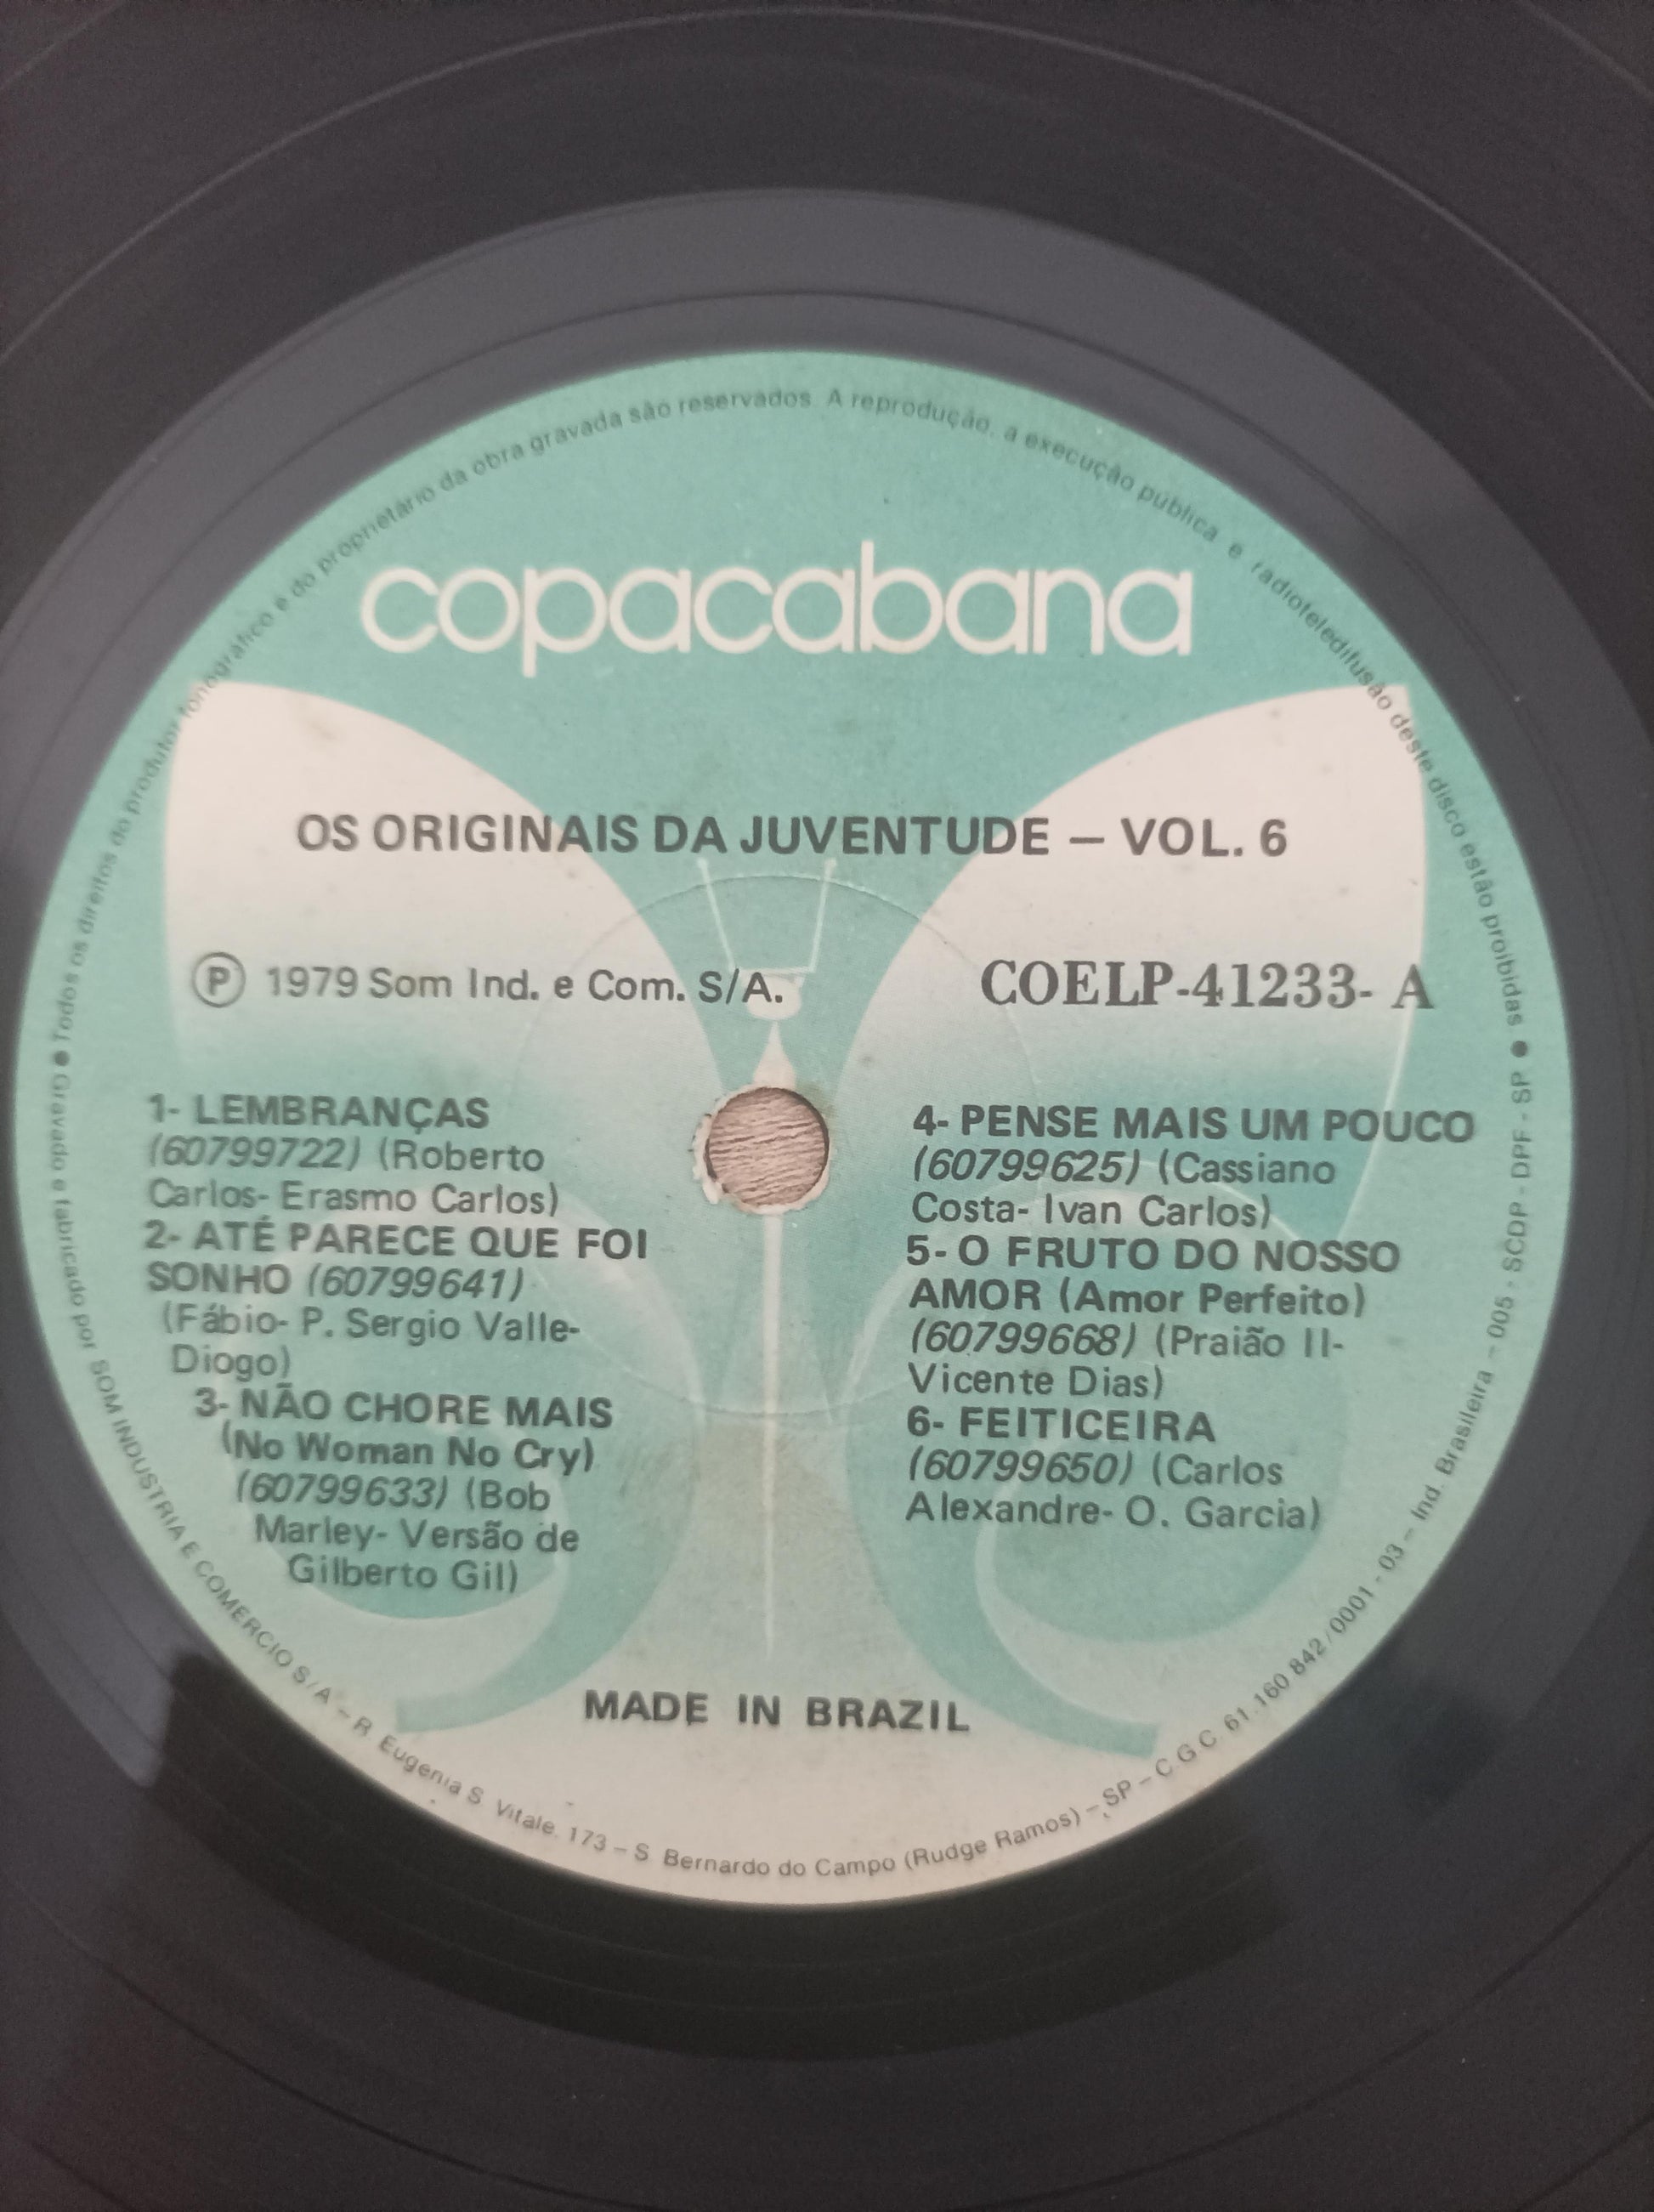 copacabana
OS ORIGINAIS DA JUVENTUDE — VOL. 6
Ⓟ 1979 Som Ind. e Com. S/A.
COELP-41233- A
1- LEMBRANÇAS
(60799722) (Roberto
Carlos- Erasmo Carlos)
2- ATÉ PARECE QUE FOI
SONHO (60799641)
(Fábio- P. Sergio Valle-
Diogo)
3- NÃO CHORE MAIS
(No Woman No Cry)
(60799633) (Bob
Marley- Versão de
Gilberto Gil)
4- PENSE MAIS UM POUCO
(60799625) (Cassiano
Costa- Ivan Carlos)
5- O FRUTO DO NOSSO
AMOR (Amor Perfeito)
(60799668) (Praião II-
Vicente Dias)
6- FEITICEIRA
(60799650) (Carlos
Alexandre- O. Garcia)
MADE IN BRAZIL
● Todos os direitos do produtor fonográfico e do proprietário da obra gravada são reservados. A reprodução, a execução pública e radioteledifusão deste disco estão proibidas ●
Gravado e fabricado por SOM INDUSTRIA E COMERCIO S/A – R. Eugenia S. Vitale, 173 – S. Bernardo do Campo (Rudge Ramos) – SP – C G C 61.160.842/0001 - 03 – Ind. Brasileira – 005 - SCDP - DPF - SP